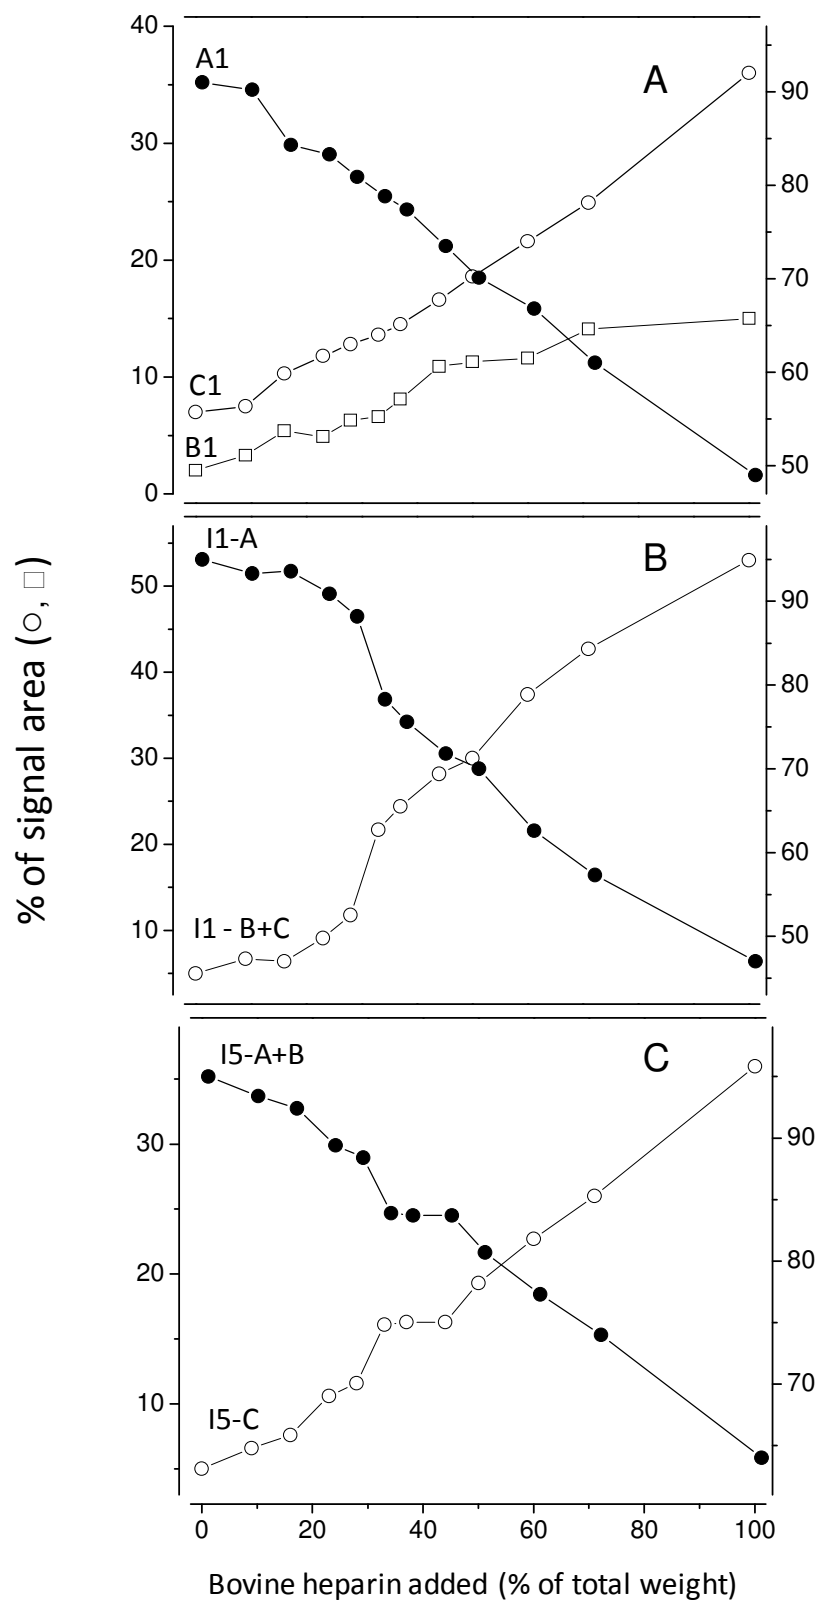 40
A1
A
90
30
80
20
70
10
C1
60
B1
0
50
I1-A
B
50
90
40
80
30
70
20
60
I1 - B+C
10
50
I5-A+B
C
30
90
20
80
10
I5-C
70
0 20 40 60 80 100
Bovine heparin added (% of total weight)
% of signal area (○, □)